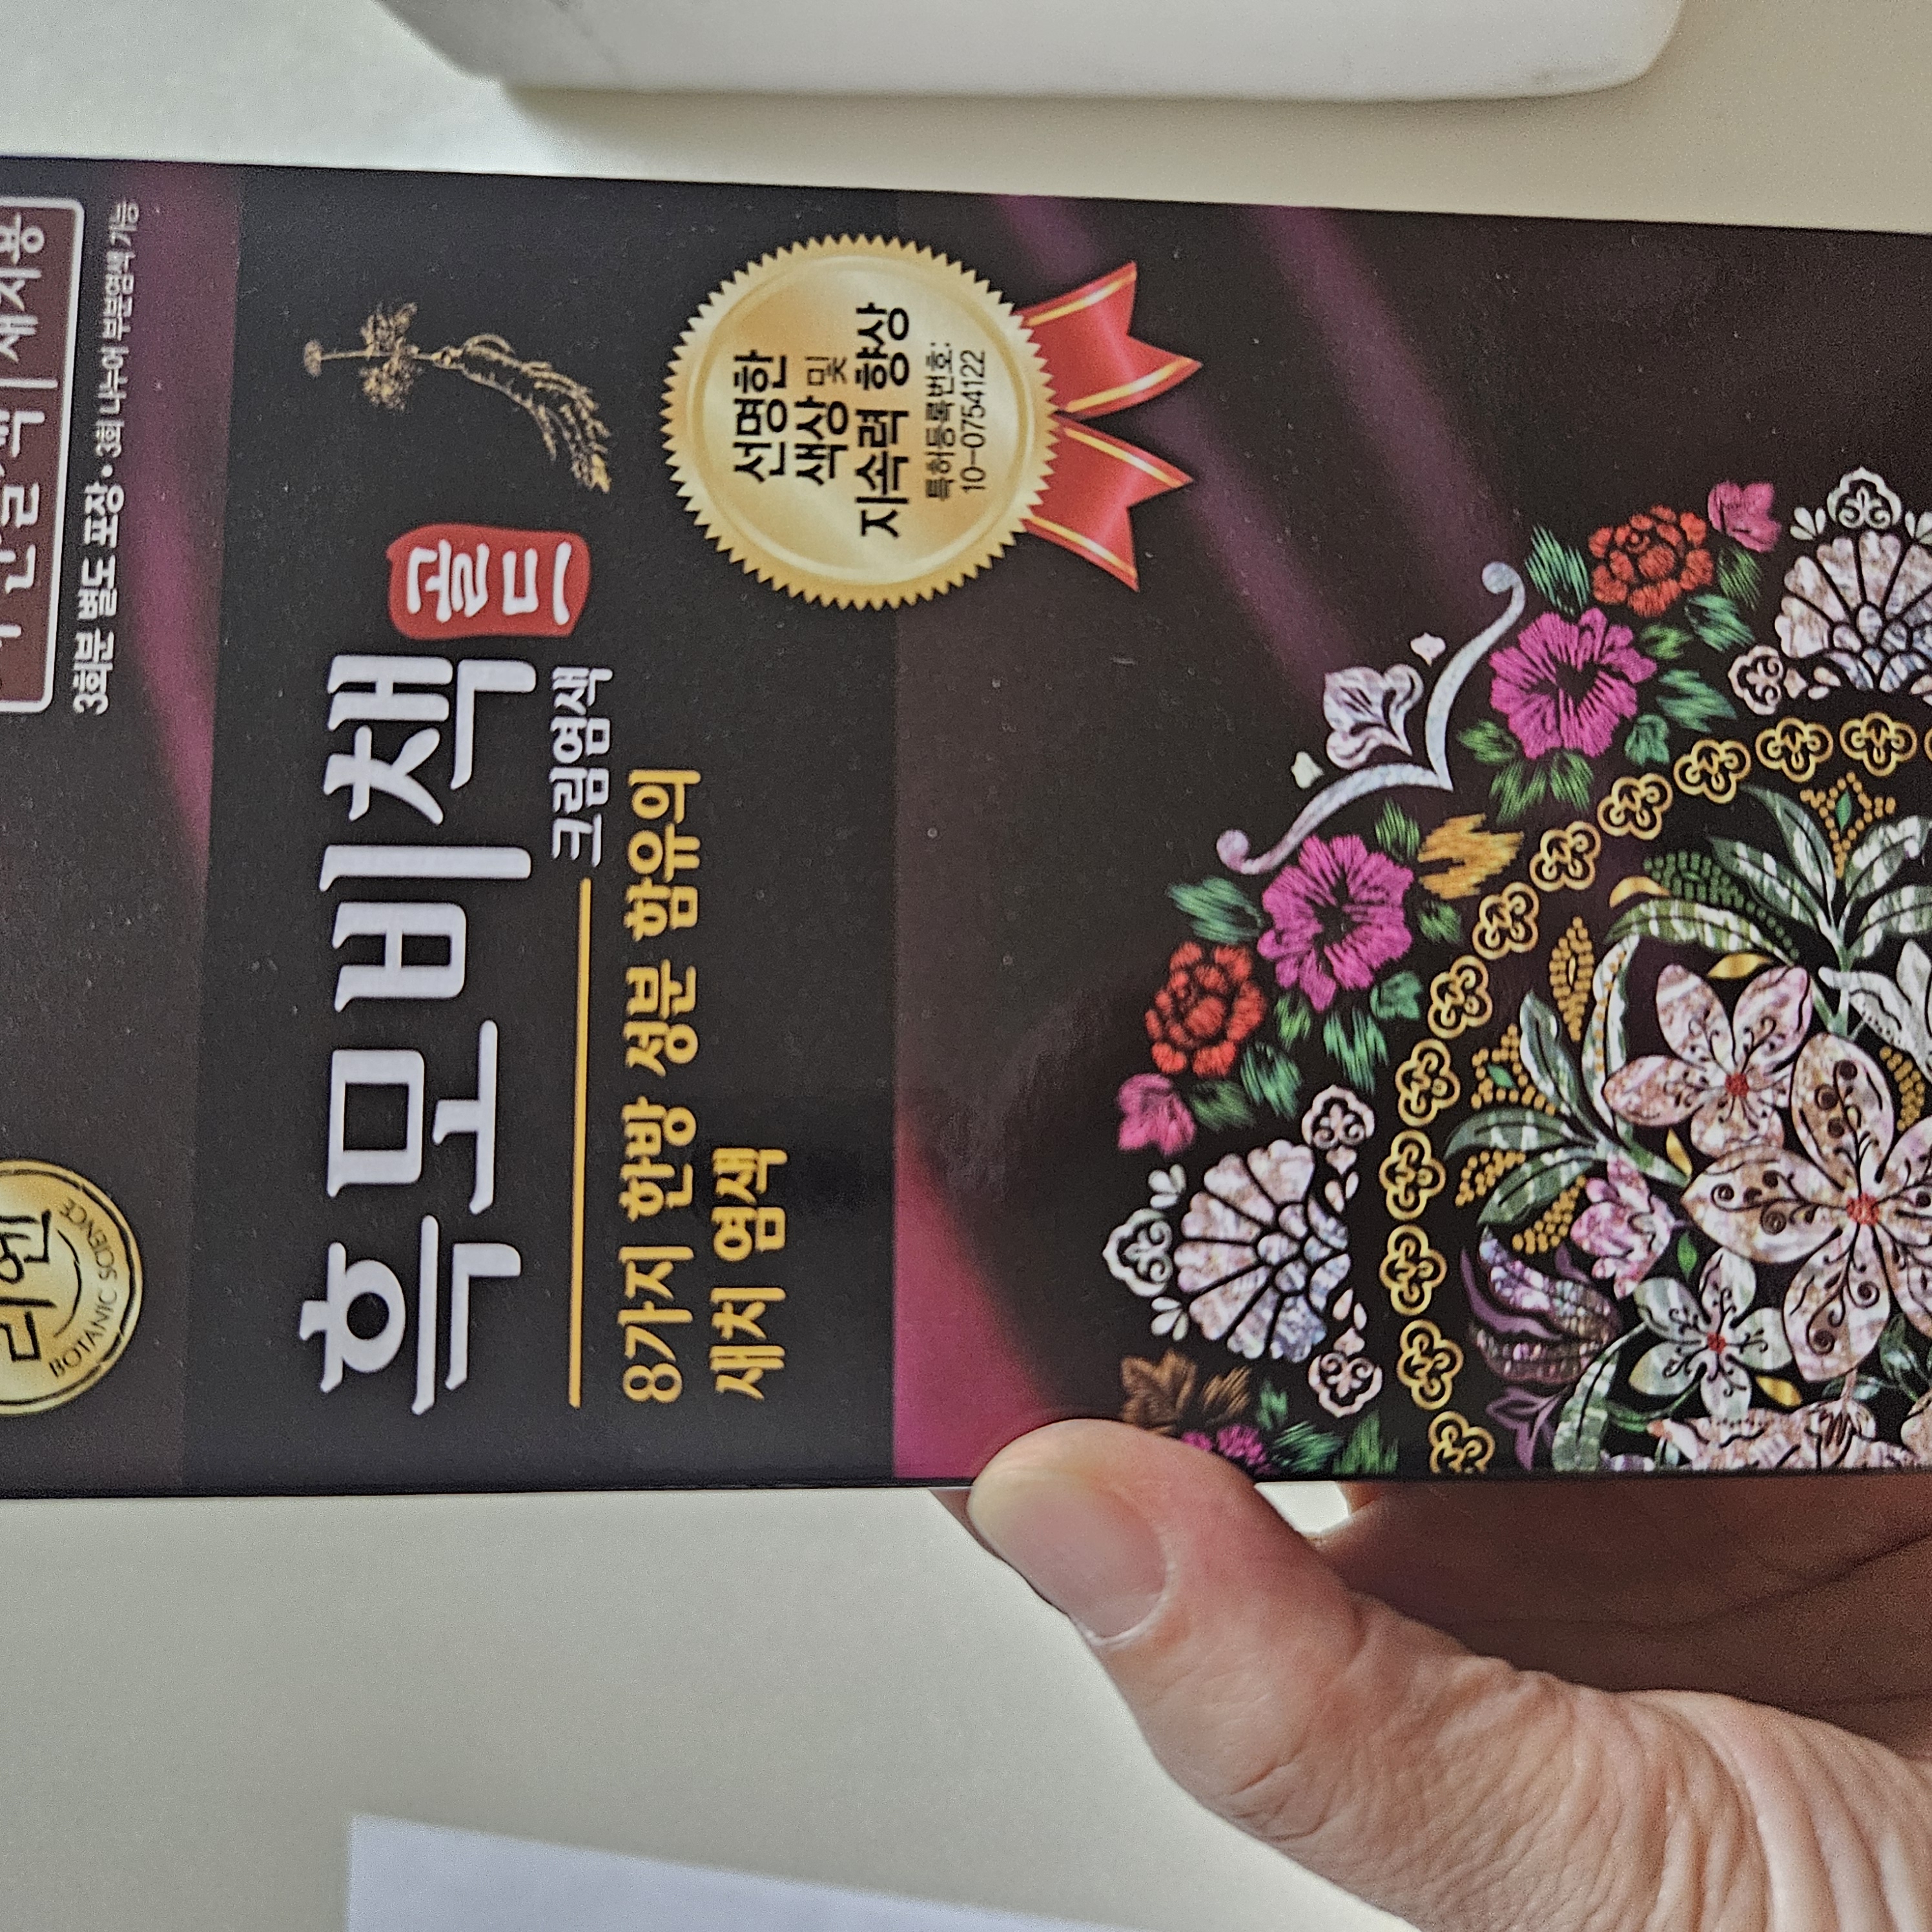 리엔
BOTANIC SCIENCE
새치용
3회분 별도 포장 • 3회 나누어 부분염색 가능
흑모비책 골드
크림염색
8가지 한방 성분 함유의
새치 염색
선명한
색상 및
지속력 향상
특허등록번호:
10-0754122